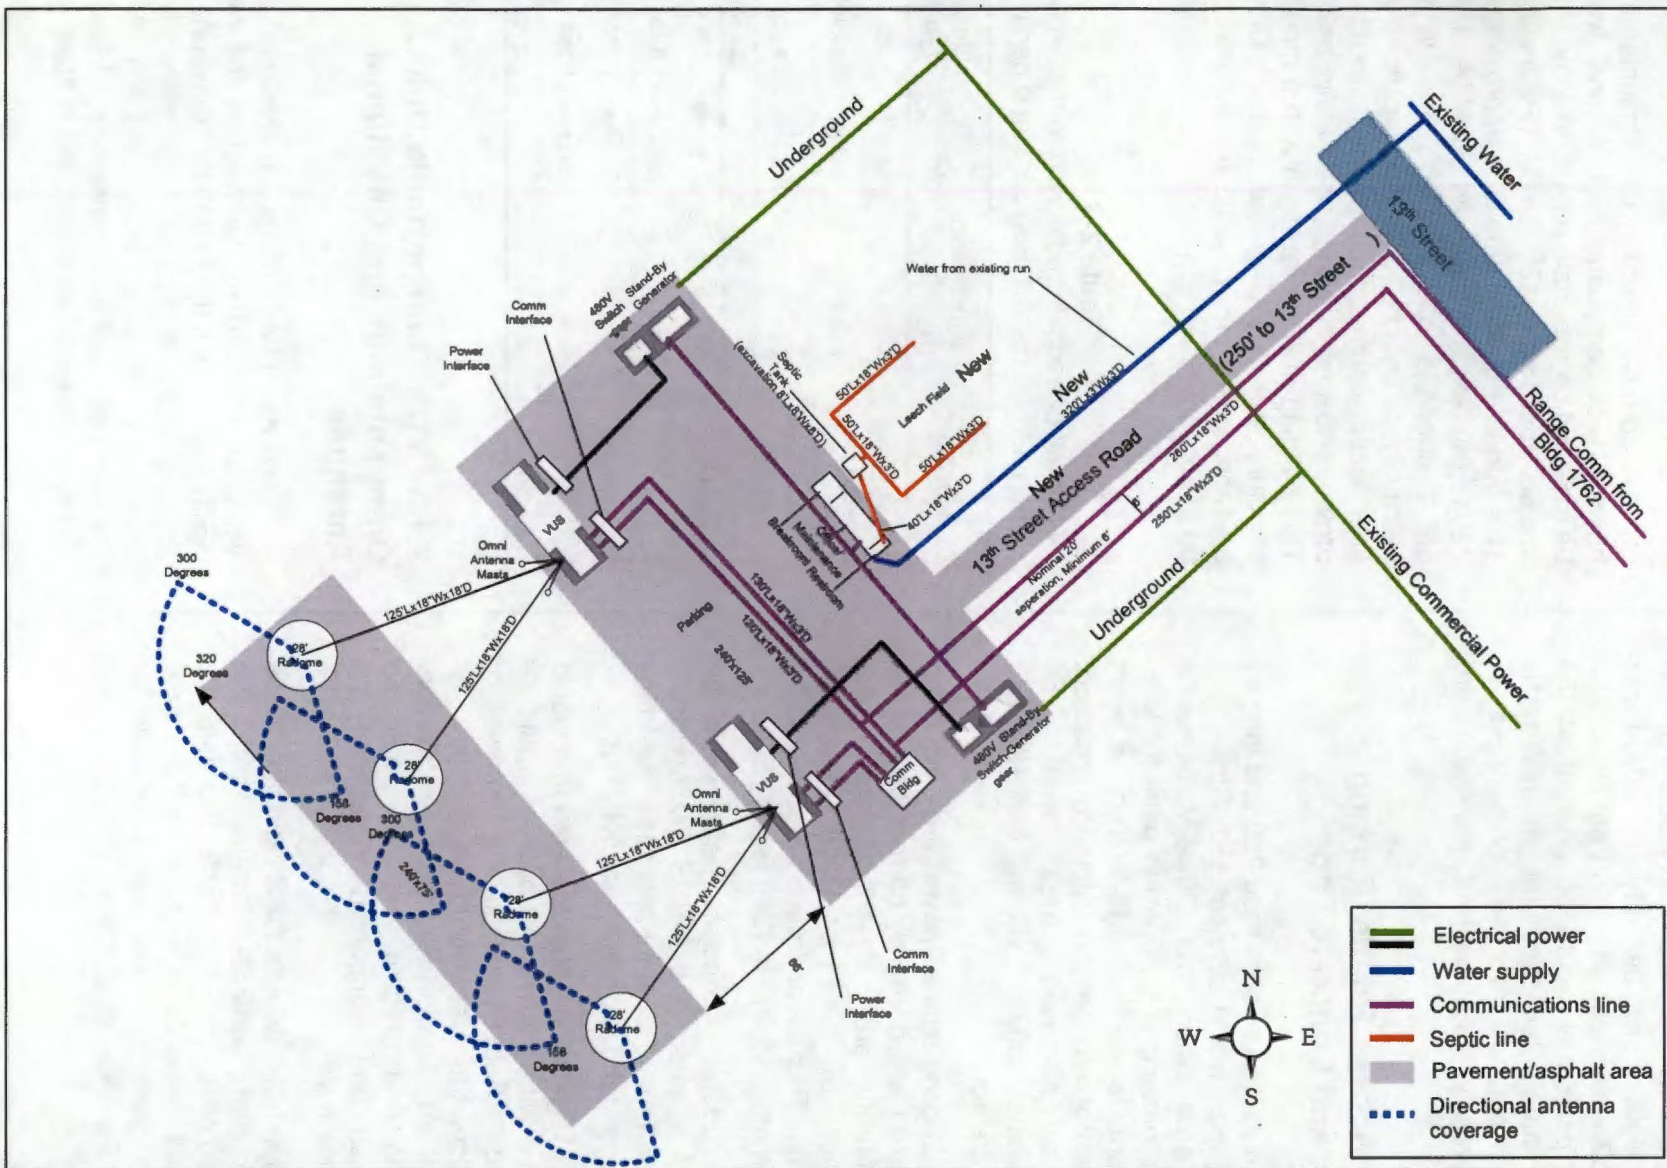 Existing Water
13th Street
Underground
Water from existing run
480V Stand-By
Switch Generator
gear
Comm
Interface
Power
Interface
Septic
Tank
(excavation 8'Lx8'Wx8'D)
50'Lx18"Wx3'D
50'Lx18"Wx3'D
50'Lx18"Wx3'D
Leech Field New
New
320'Lx3'Wx3'D
New
13th Street Access Road
(250' to 13th Street
260'Lx18"Wx3'D
6'
250'Lx18"Wx3'D
Nominal 20'
seperation, Minimum 6'
Range Comm from
Bldg 1762
Existing Commercial Power
Underground
40'Lx18"Wx3'D
Office/
Maintenance
Breakroom/ Restroom
VUS
Omni
Antenna
Masts
130'Lx18"Wx3'D
130'Lx18"Wx3'D
Parking
240'x125'
300
Degrees
125'Lx18"Wx18'D
125'Lx18"Wx18'D
28'
Radome
320
Degrees
28'
Radome
158
Degrees
300
Degrees
240'x75'
VUS
Omni
Antenna
Masts
Comm
Bldg
480V Stand-By
Switch-Generator
gear
125'Lx18"Wx18'D
125'Lx18"Wx18'D
28'
Radome
28'
Radome
158
Degrees
Comm
Interface
Power
Interface
N
W E
S
Electrical power
Water supply
Communications line
Septic line
Pavement/asphalt area
Directional antenna
coverage